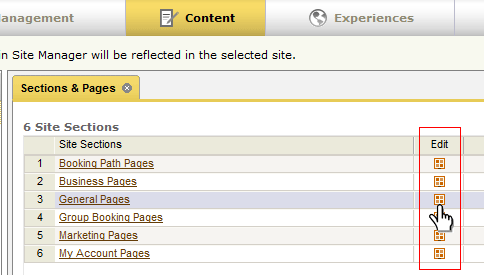 anagement Content Experiences
n Site Manager will be reflected in the selected site.
Sections & Pages
6 Site Sections
Site Sections Edit
1 Booking Path Pages
2 Business Pages
3 General Pages
4 Group Booking Pages
5 Marketing Pages
6 My Account Pages